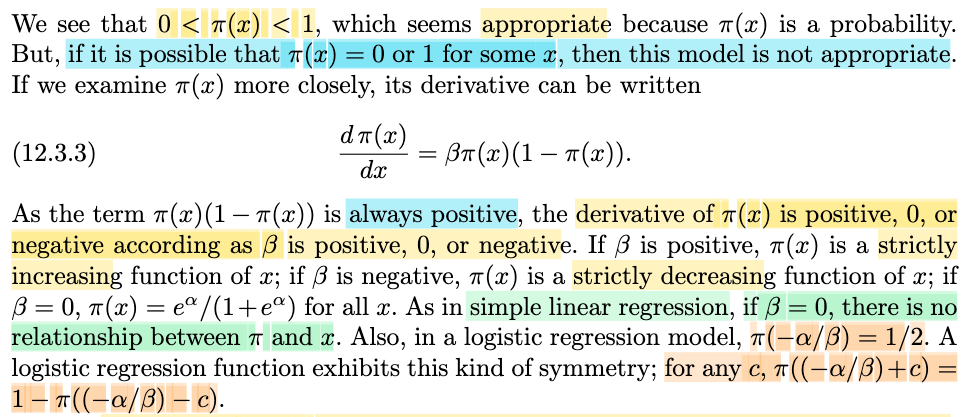 We see that 0 < π(x) < 1, which seems appropriate because π(x) is a probability.
But, if it is possible that π(x) = 0 or 1 for some x, then this model is not appropriate.
If we examine π(x) more closely, its derivative can be written
(12.3.3) dπ(x)/dx = βπ(x)(1 − π(x)).
As the term π(x)(1 − π(x)) is always positive, the derivative of π(x) is positive, 0, or
negative according as β is positive, 0, or negative. If β is positive, π(x) is a strictly
increasing function of x; if β is negative, π(x) is a strictly decreasing function of x; if
β = 0, π(x) = e^α/(1+e^α) for all x. As in simple linear regression, if β = 0, there is no
relationship between π and x. Also, in a logistic regression model, π(−α/β) = 1/2. A
logistic regression function exhibits this kind of symmetry; for any c, π((−α/β)+c) =
1 − π((−α/β) − c).